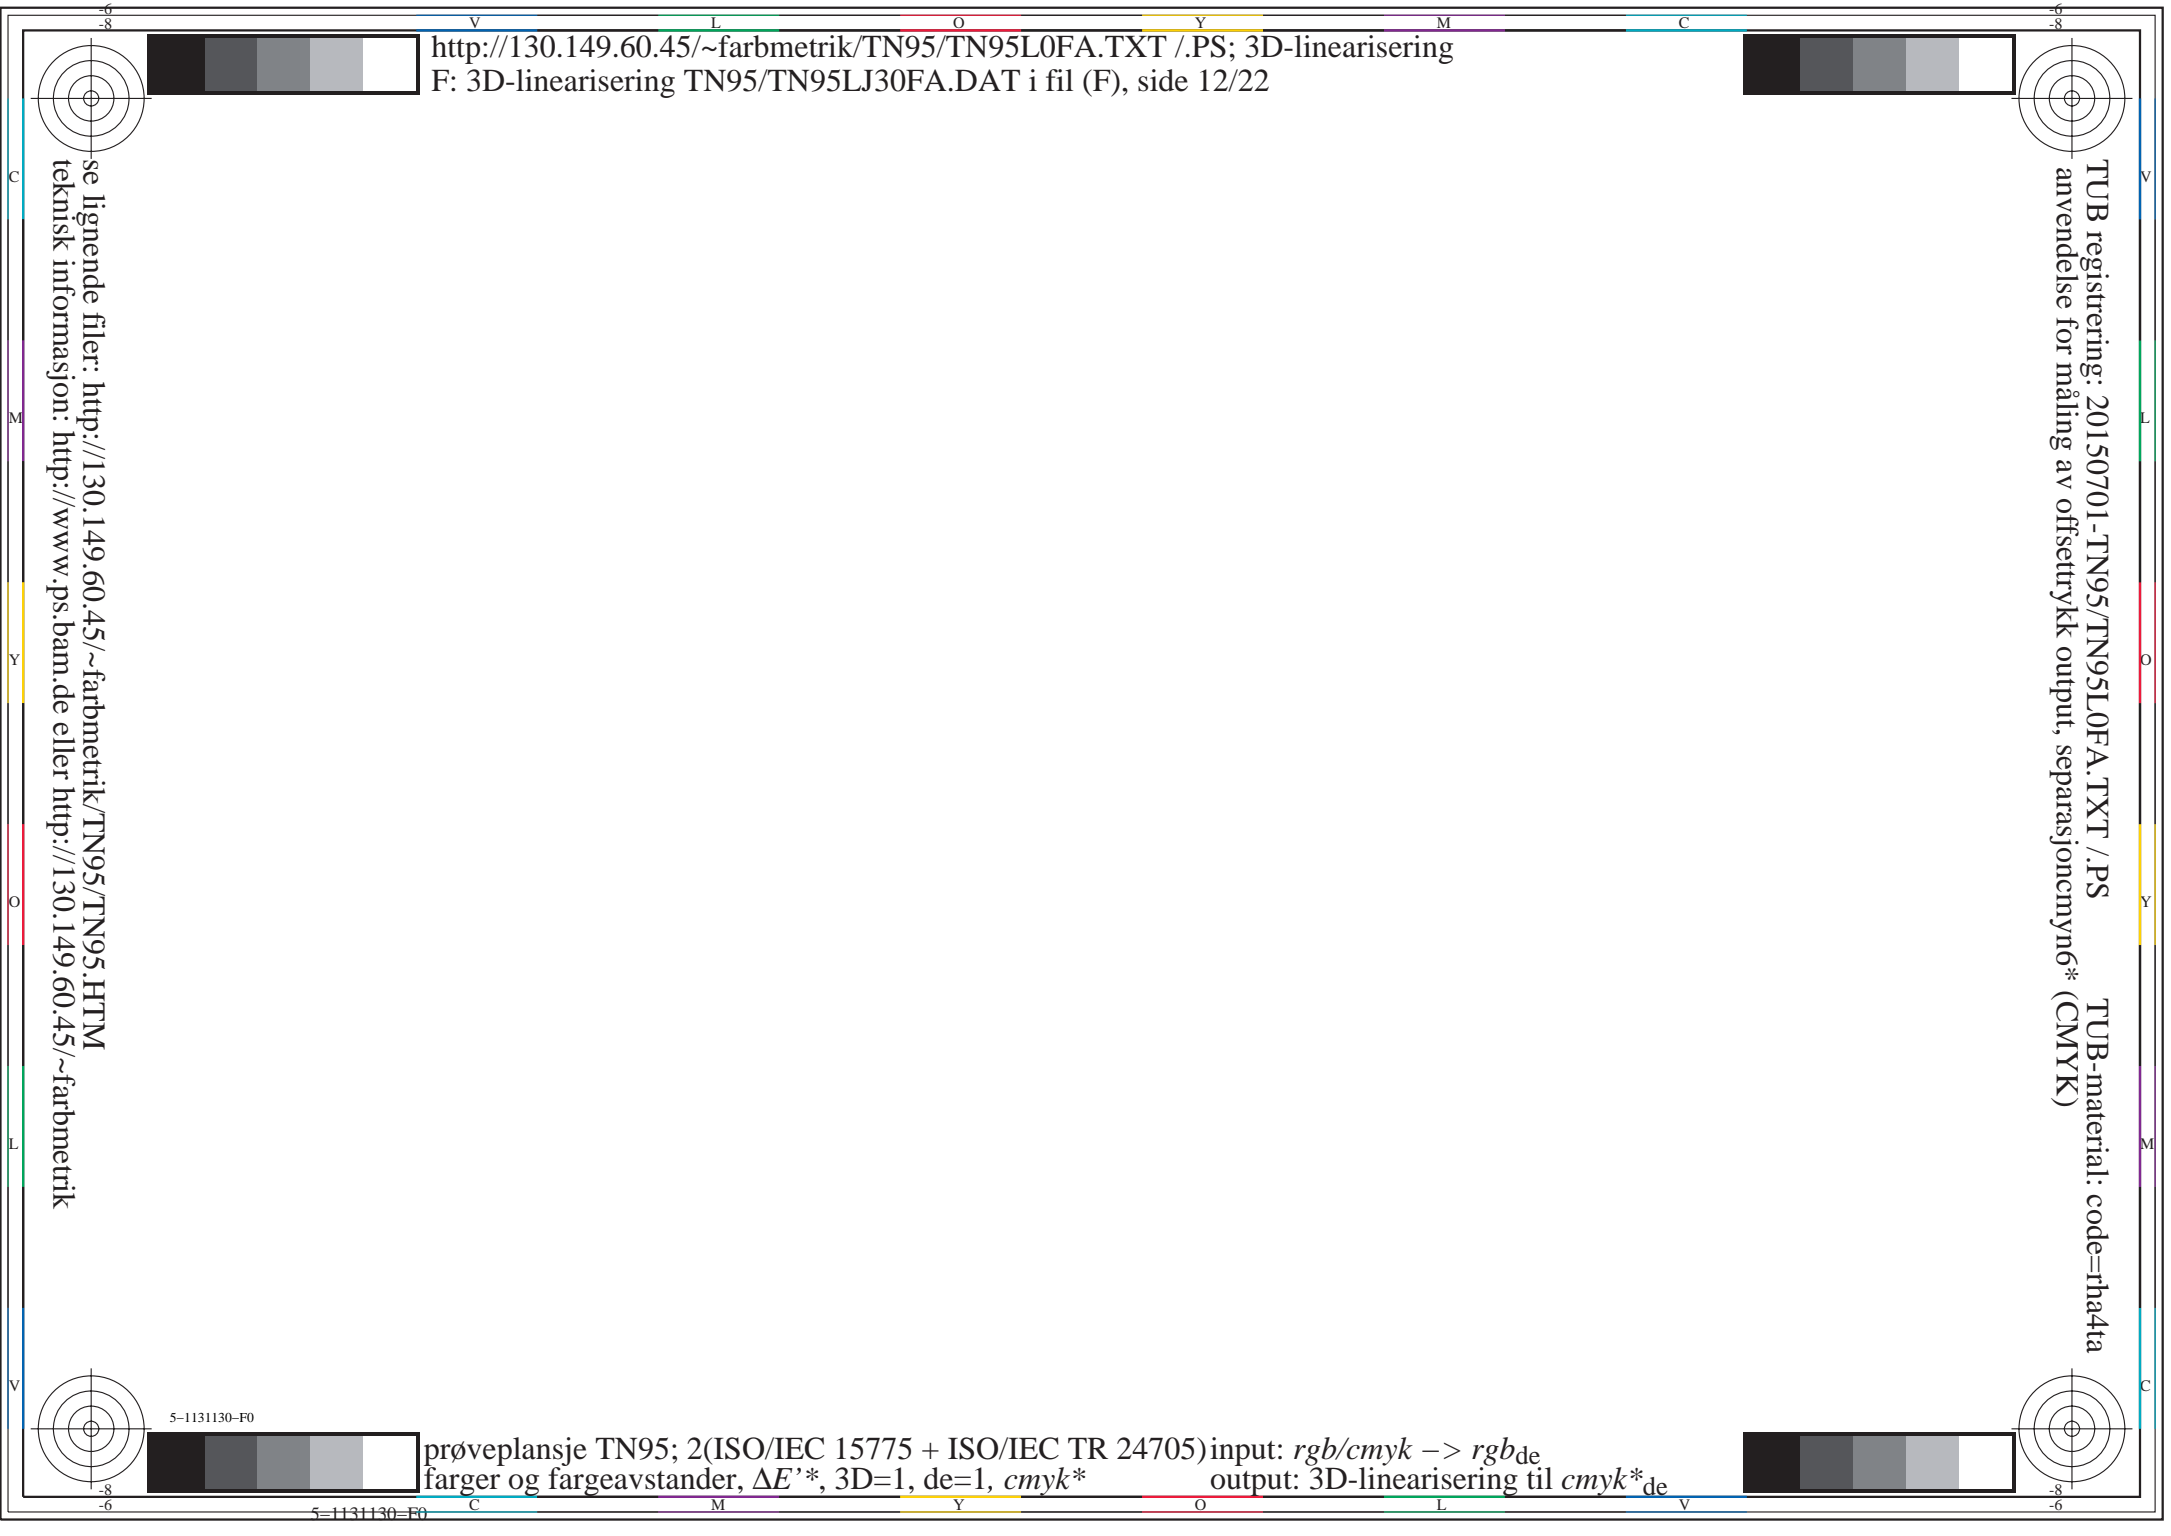 -6
-8
V L O Y M C
-6
-8
http://130.149.60.45/~farbmetrik/TN95/TN95L0FA.TXT /.PS; 3D-linearisering
F: 3D-linearisering TN95/TN95LJ30FA.DAT i fil (F), side 12/22
C
M
Y
O
L
V
se lignende filer: http://130.149.60.45/~farbmetrik/TN95/TN95.HTM
teknisk informasjon: http://www.ps.bam.de eller http://130.149.60.45/~farbmetrik
TUB registrering: 20150701-TN95/TN95L0FA.TXT /.PS TUB-material: code=rha4ta
anvendelse for måling av offsettrykk output, separasjoncmyn6* (CMYK)
V
L
O
Y
M
C
5-1131130-F0
prøveplansje TN95; 2(ISO/IEC 15775 + ISO/IEC TR 24705) input: rgb/cmyk -> rgbde
farger og fargeavstander, ΔE’*, 3D=1, de=1, cmyk* output: 3D-linearisering til cmyk*de
-8
-6
C M Y O L V
-8
-6
5-1131130-F0